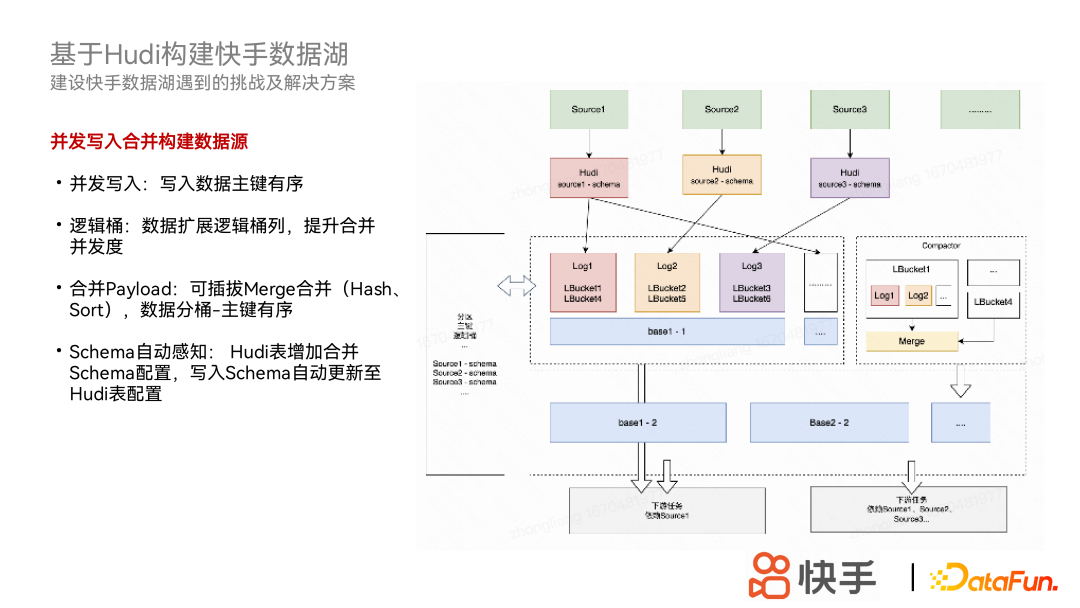 基于Hudi构建快手数据湖
建设快手数据湖遇到的挑战及解决方案
并发写入合并构建数据源
• 并发写入：写入数据主键有序
• 逻辑桶：数据扩展逻辑桶列，提升合并
并发度
• 合并Payload：可插拔Merge合并（Hash、
Sort），数据分桶-主键有序
• Schema自动感知： Hudi表增加合并
Schema配置，写入Schema自动更新至
Hudi表配置
Source1
Source2
Source3
..........
Hudi
source1 - schema
Hudi
source2 - schema
Hudi
source3 - schema
Log1
LBucket1
LBucket4
Log2
LBucket2
LBucket5
Log3
LBucket3
LBucket6
..........
base1 - 1
....
Compactor
LBucket1
Log1
Log2
...
...
LBucket4
Merge
分区
主键
逻辑桶
...
Source1 - schema
Source2 - schema
Source3 - schema
....
base1 - 2
Base2 - 2
....
下游任务
依赖Source1
下游任务
依赖Source1、Source2、
Source3...
快手
DataFun.